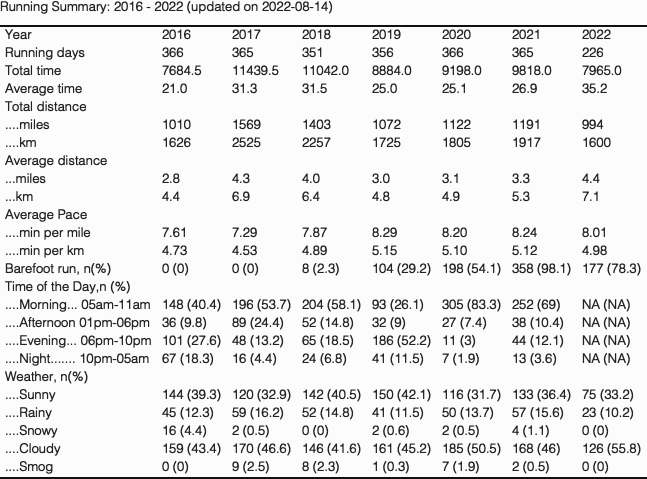 Running Summary: 2016 - 2022 (updated on 2022-08-14)
Year 2016 2017 2018 2019 2020 2021 2022
Running days 366 365 351 356 366 365 226
Total time 7684.5 11439.5 11042.0 8884.0 9198.0 9818.0 7965.0
Average time 21.0 31.3 31.5 25.0 25.1 26.9 35.2
Total distance
....miles 1010 1569 1403 1072 1122 1191 994
....km 1626 2525 2257 1725 1805 1917 1600
Average distance
...miles 2.8 4.3 4.0 3.0 3.1 3.3 4.4
...km 4.4 6.9 6.4 4.8 4.9 5.3 7.1
Average Pace
....min per mile 7.61 7.29 7.87 8.29 8.20 8.24 8.01
....min per km 4.73 4.53 4.89 5.15 5.10 5.12 4.98
Barefoot run, n(%) 0 (0) 0 (0) 8 (2.3) 104 (29.2) 198 (54.1) 358 (98.1) 177 (78.3)
Time of the Day,n (%)
....Morning... 05am-11am 148 (40.4) 196 (53.7) 204 (58.1) 93 (26.1) 305 (83.3) 252 (69) NA (NA)
....Afternoon 01pm-06pm 36 (9.8) 89 (24.4) 52 (14.8) 32 (9) 27 (7.4) 38 (10.4) NA (NA)
....Evening... 06pm-10pm 101 (27.6) 48 (13.2) 65 (18.5) 186 (52.2) 11 (3) 44 (12.1) NA (NA)
....Night....... 10pm-05am 67 (18.3) 16 (4.4) 24 (6.8) 41 (11.5) 7 (1.9) 13 (3.6) NA (NA)
Weather, n(%)
....Sunny 144 (39.3) 120 (32.9) 142 (40.5) 150 (42.1) 116 (31.7) 133 (36.4) 75 (33.2)
....Rainy 45 (12.3) 59 (16.2) 52 (14.8) 41 (11.5) 50 (13.7) 57 (15.6) 23 (10.2)
....Snowy 16 (4.4) 2 (0.5) 0 (0) 2 (0.6) 2 (0.5) 4 (1.1) 0 (0)
....Cloudy 159 (43.4) 170 (46.6) 146 (41.6) 161 (45.2) 185 (50.5) 168 (46) 126 (55.8)
....Smog 0 (0) 9 (2.5) 8 (2.3) 1 (0.3) 7 (1.9) 2 (0.5) 0 (0)